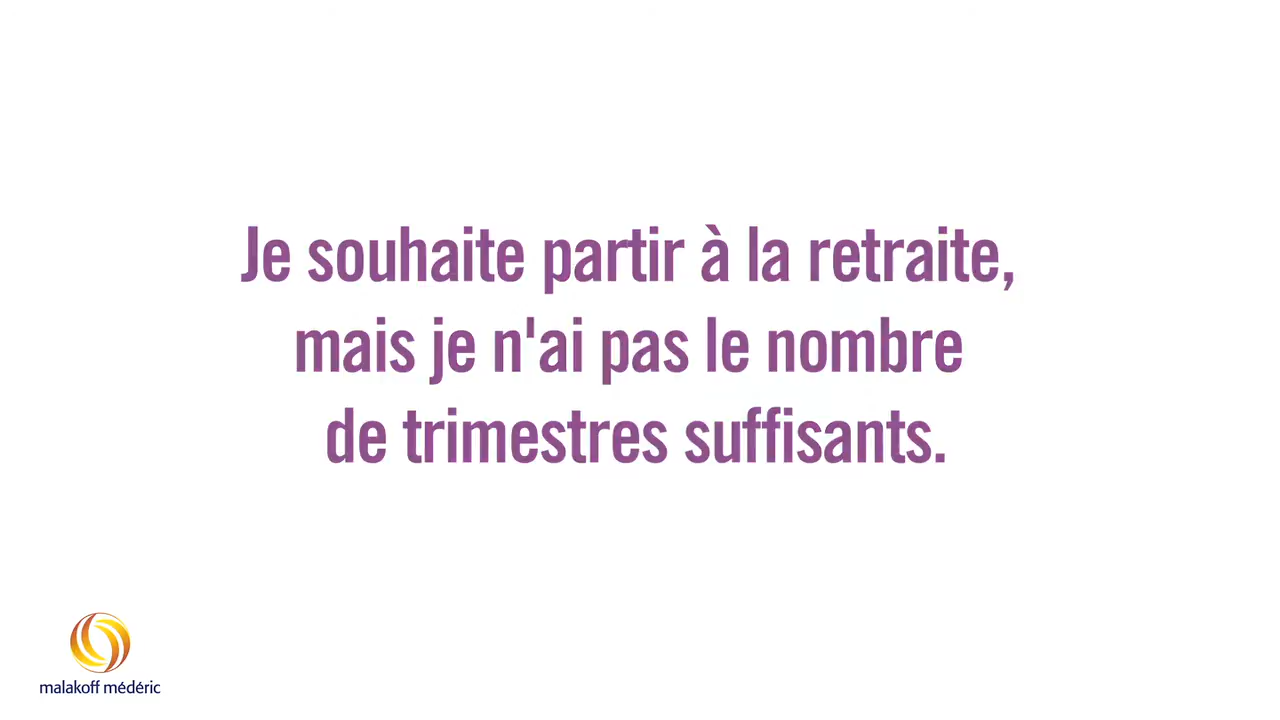 Je souhaite partir à la retraite,
mais je n'ai pas le nombre
de trimestres suffisants.
malakoff médéric